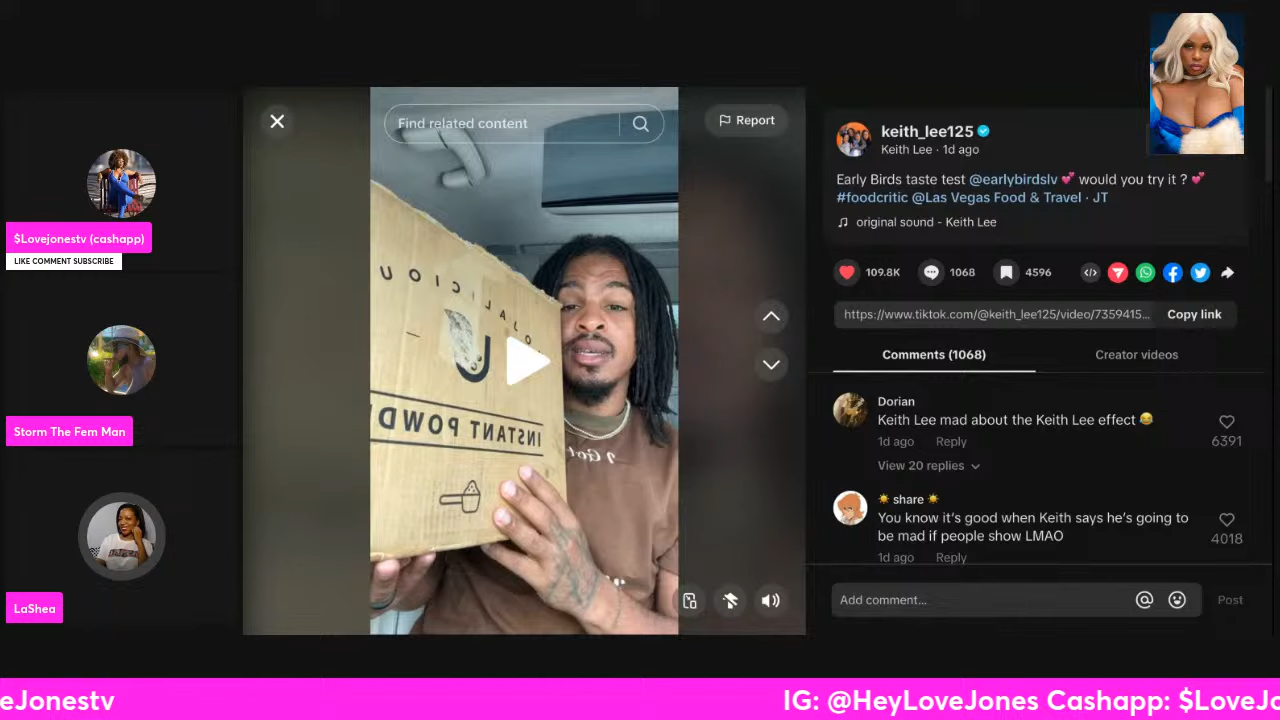 $Lovejonestv (cashapp)
LIKE COMMENT SUBSCRIBE
Storm The Fem Man
LaShea
Find related content
Report
INSTANT POWD
keith_lee125
Keith Lee · 1d ago
Early Birds taste test @earlybirdslv 💕 would you try it ? 💕
#foodcritic @Las Vegas Food & Travel · JT
original sound - Keith Lee
109.8K
1068
4596
https://www.tiktok.com/@keith_lee125/video/7359415...
Copy link
Comments (1068)
Creator videos
Dorian
Keith Lee mad about the Keith Lee effect 😂
1d ago Reply
6391
View 20 replies
☀️ share ☀️
You know it's good when Keith says he's going to
be mad if people show LMAO
4018
1d ago Reply
Add comment...
Post
eJonestv
IG: @HeyLoveJones Cashapp: $LoveJo